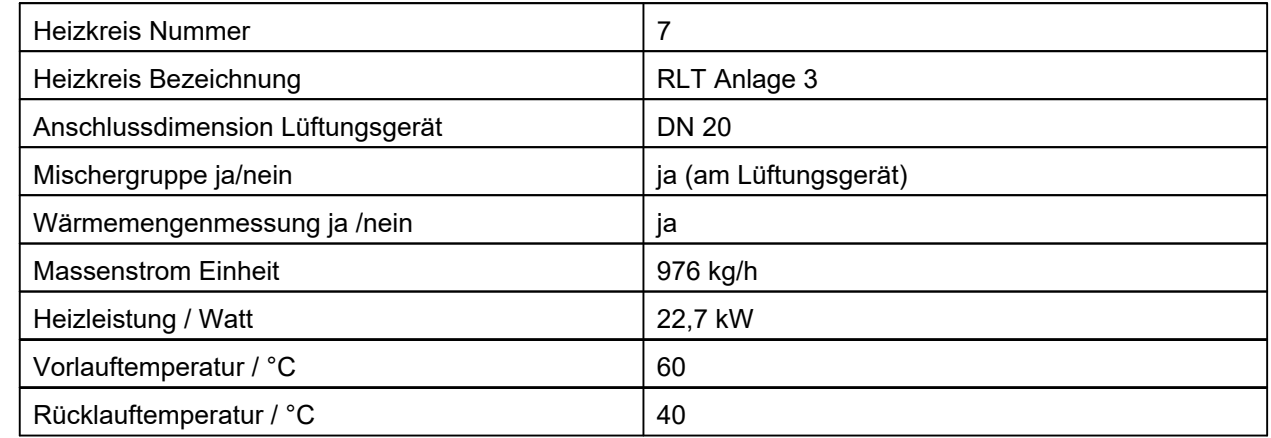 Heizkreis Nummer 7
Heizkreis Bezeichnung RLT Anlage 3
Anschlussdimension Lüftungsgerät DN 20
Mischergruppe ja/nein ja (am Lüftungsgerät)
Wärmemengenmessung ja /nein ja
Massenstrom Einheit 976 kg/h
Heizleistung / Watt 22,7 kW
Vorlauftemperatur / °C 60
Rücklauftemperatur / °C 40